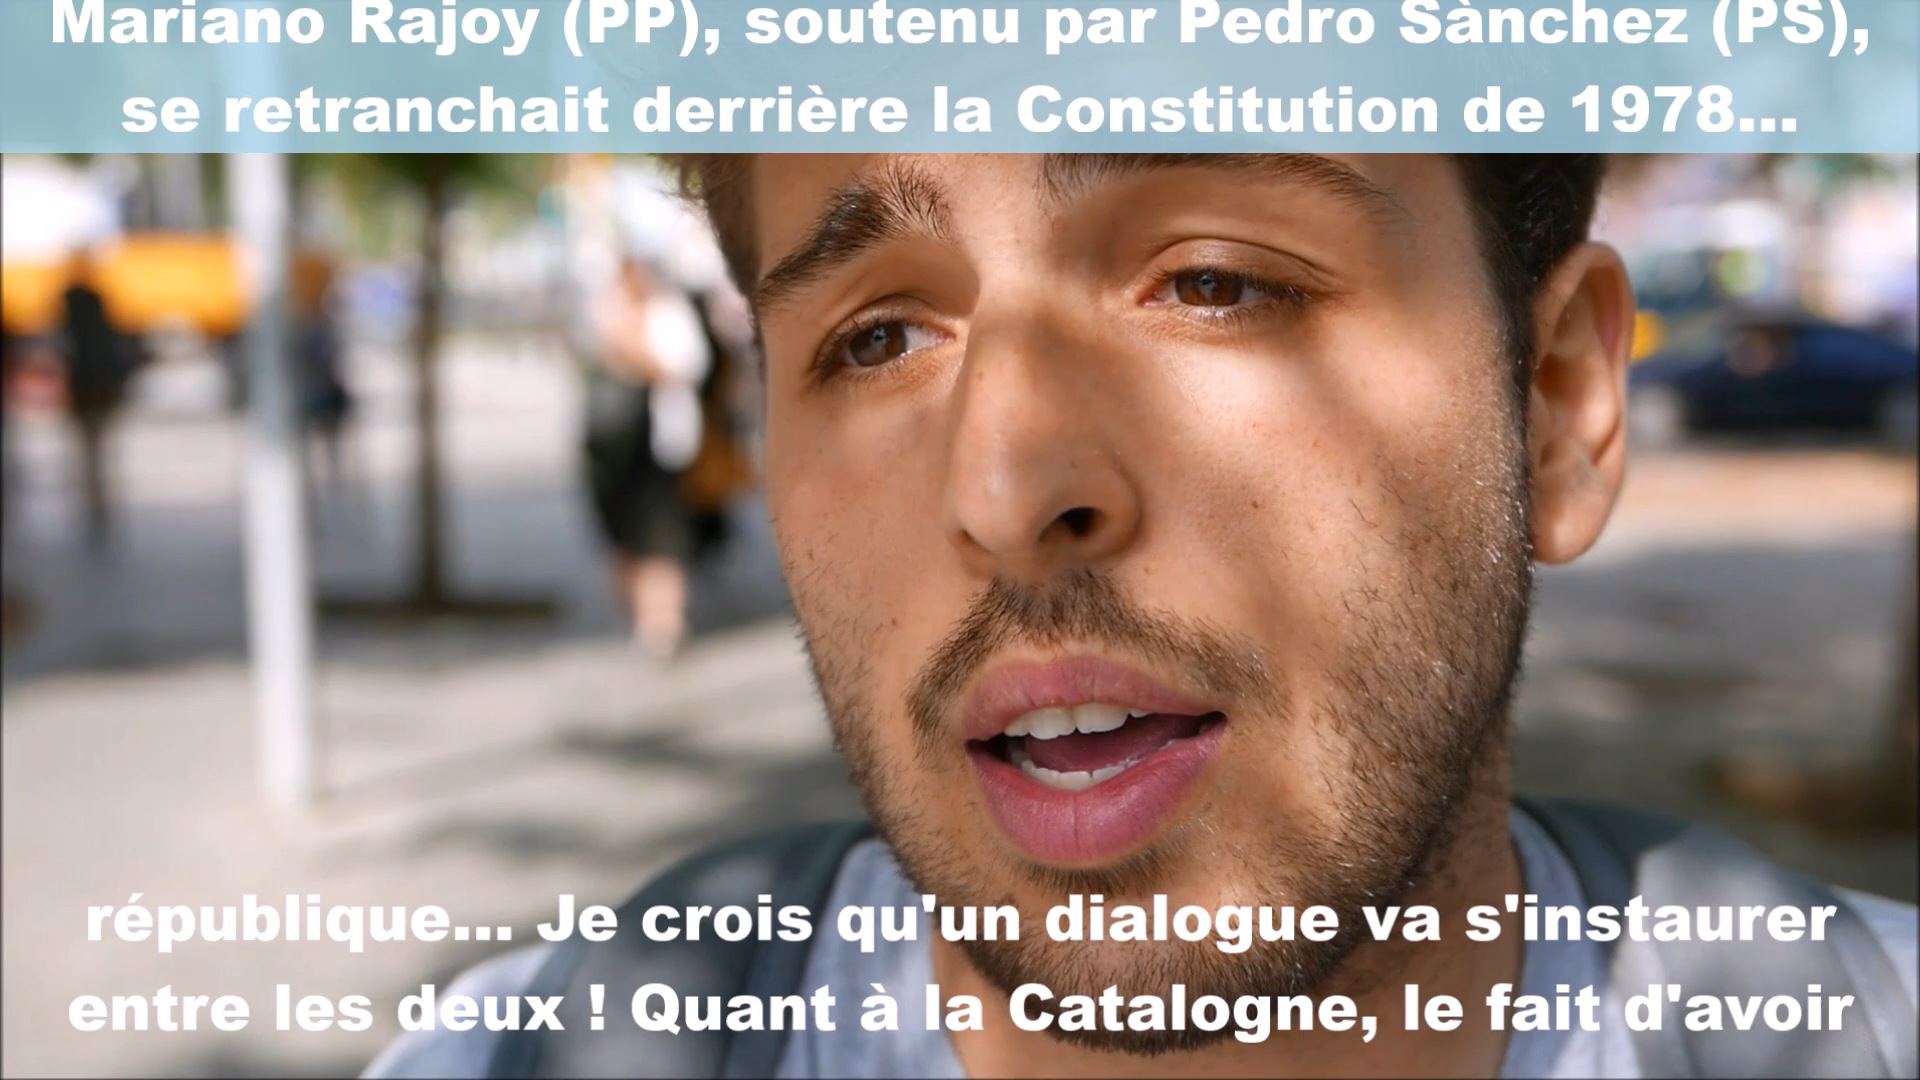 Mariano Rajoy (PP), soutenu par Pedro Sànchez (PS),
se retranchait derrière la Constitution de 1978...
république... Je crois qu'un dialogue va s'instaurer
entre les deux ! Quant à la Catalogne, le fait d'avoir